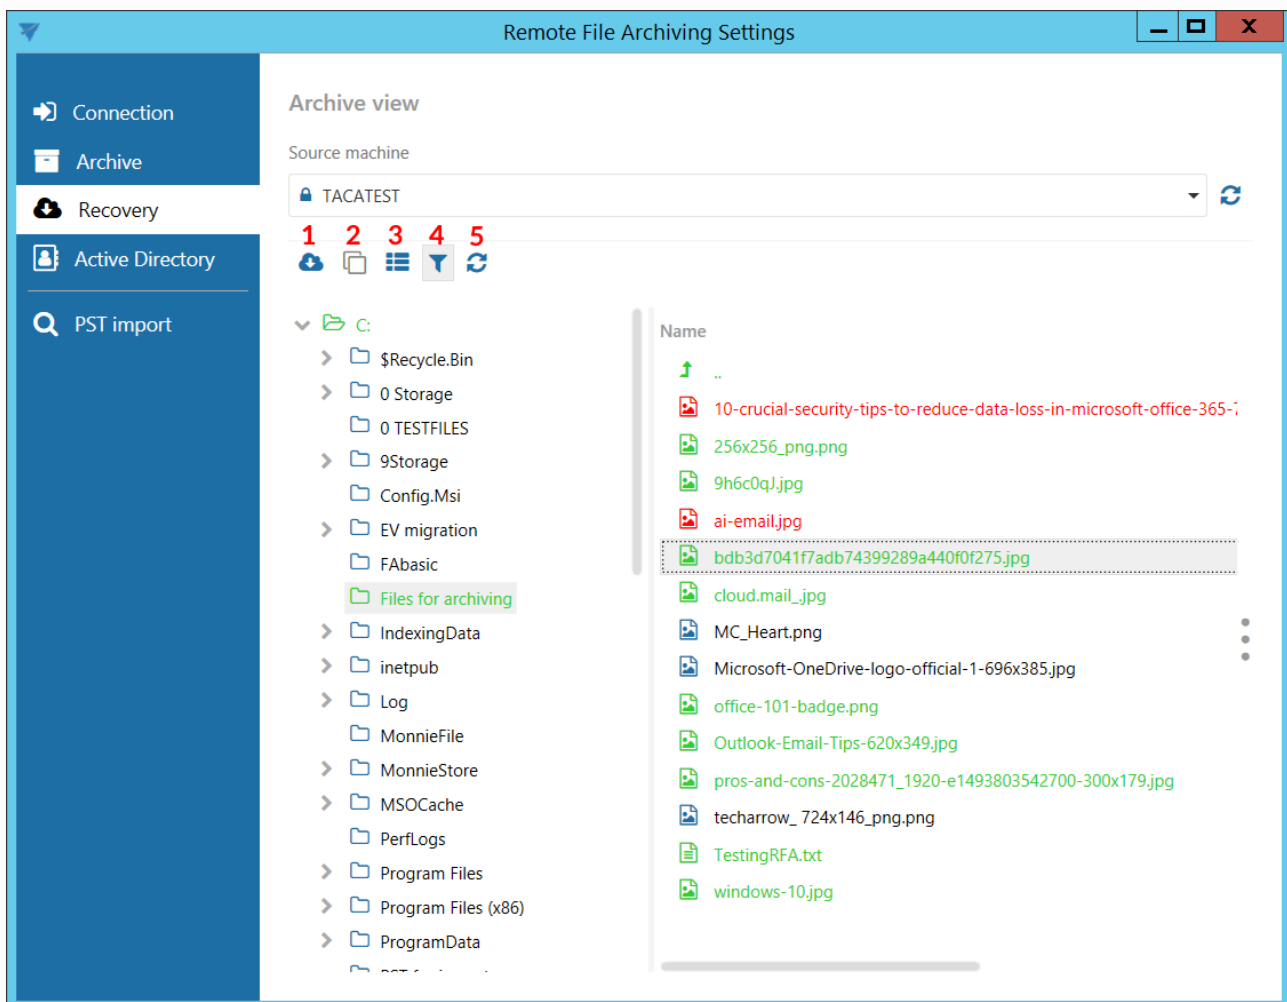 Remote File Archiving Settings
X
Connection
Archive
Recovery
Active Directory
PST import
Archive view
Source machine
TACATEST
1 2 3 4 5
C:
$Recycle.Bin
0 Storage
0 TESTFILES
9Storage
Config.Msi
EV migration
FAbasic
Files for archiving
IndexingData
inetpub
Log
MonnieFile
MonnieStore
MSOCache
PerfLogs
Program Files
Program Files (x86)
ProgramData
Name
..
10-crucial-security-tips-to-reduce-data-loss-in-microsoft-office-365-
256x256_png.png
9h6c0qJ.jpg
ai-email.jpg
bdb3d7041f7adb74399289a440f0f275.jpg
cloud.mail_.jpg
MC_Heart.png
Microsoft-OneDrive-logo-official-1-696x385.jpg
office-101-badge.png
Outlook-Email-Tips-620x349.jpg
pros-and-cons-2028471_1920-e1493803542700-300x179.jpg
techarrow_ 724x146_png.png
TestingRFA.txt
windows-10.jpg